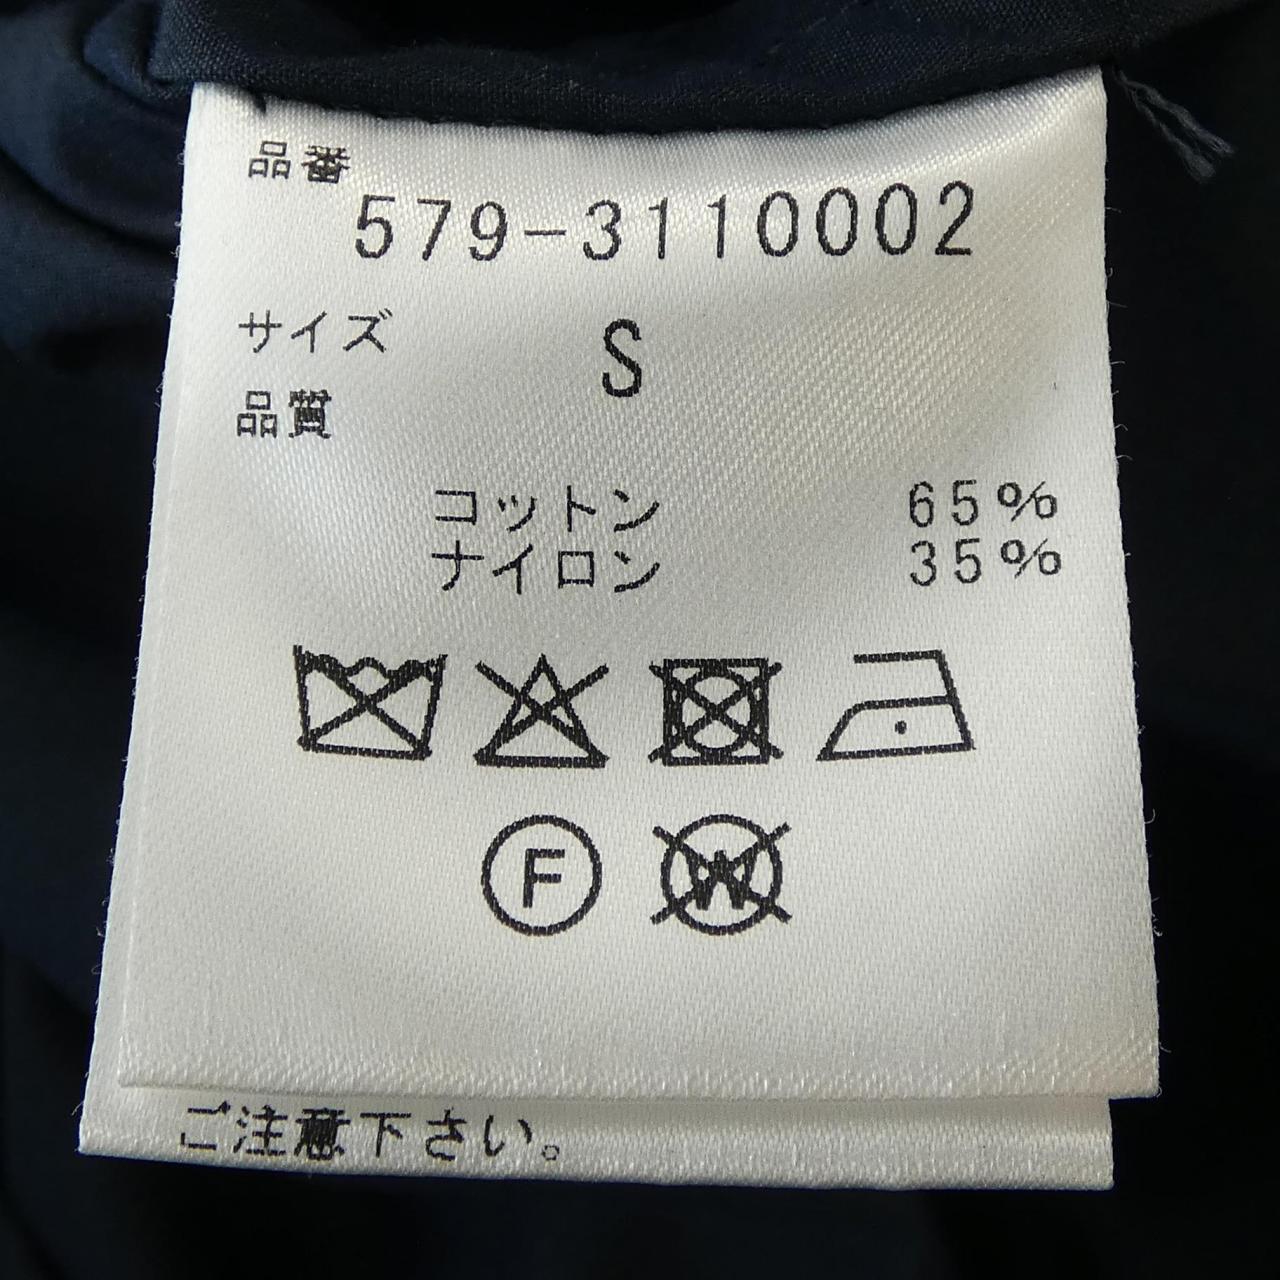 品番
579-3110002
サイズ S
品質
コットン 65%
ナイロン 35%
F W
ご注意下さい。